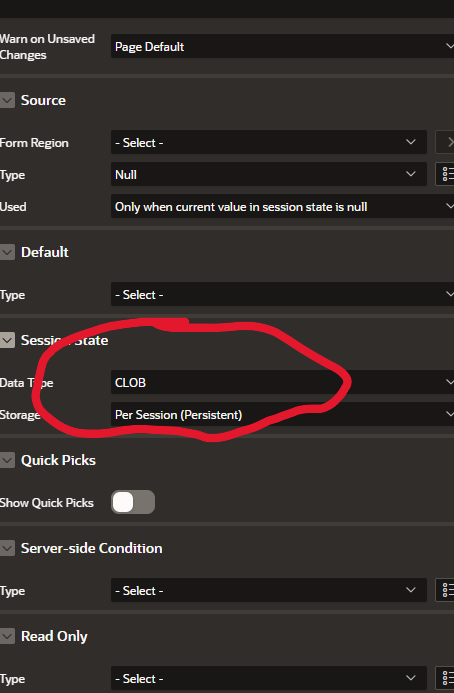 Warn on Unsaved
Changes
Page Default
Source
Form Region
- Select -
Type
Null
Used
Only when current value in session state is null
Default
Type
- Select -
Session State
Data Type
CLOB
Storage
Per Session (Persistent)
Quick Picks
Show Quick Picks
Server-side Condition
Type
- Select -
Read Only
Type
- Select -